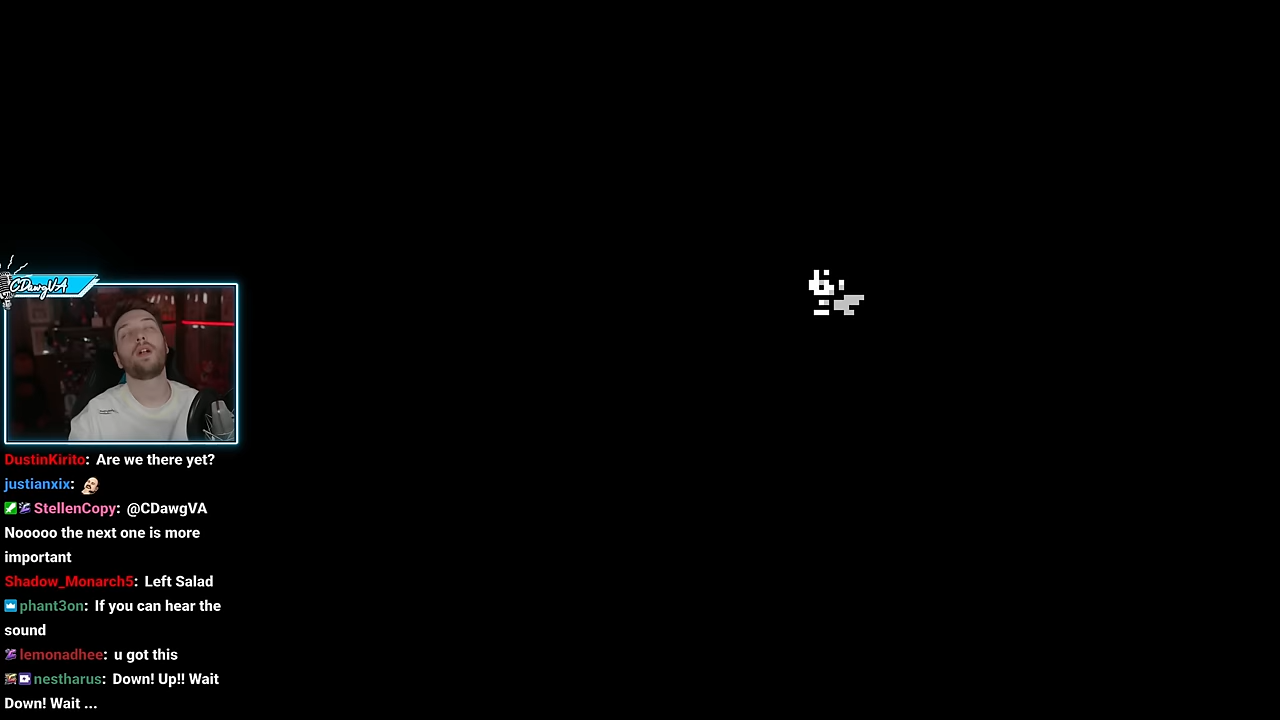 CDawgVA
DustinKirito: Are we there yet?
justianxix:
StellenCopy: @CDawgVA
Nooooo the next one is more
important
Shadow_Monarch5: Left Salad
phant3on: If you can hear the
sound
lemonadhee: u got this
nestharus: Down! Up!! Wait
Down! Wait ...